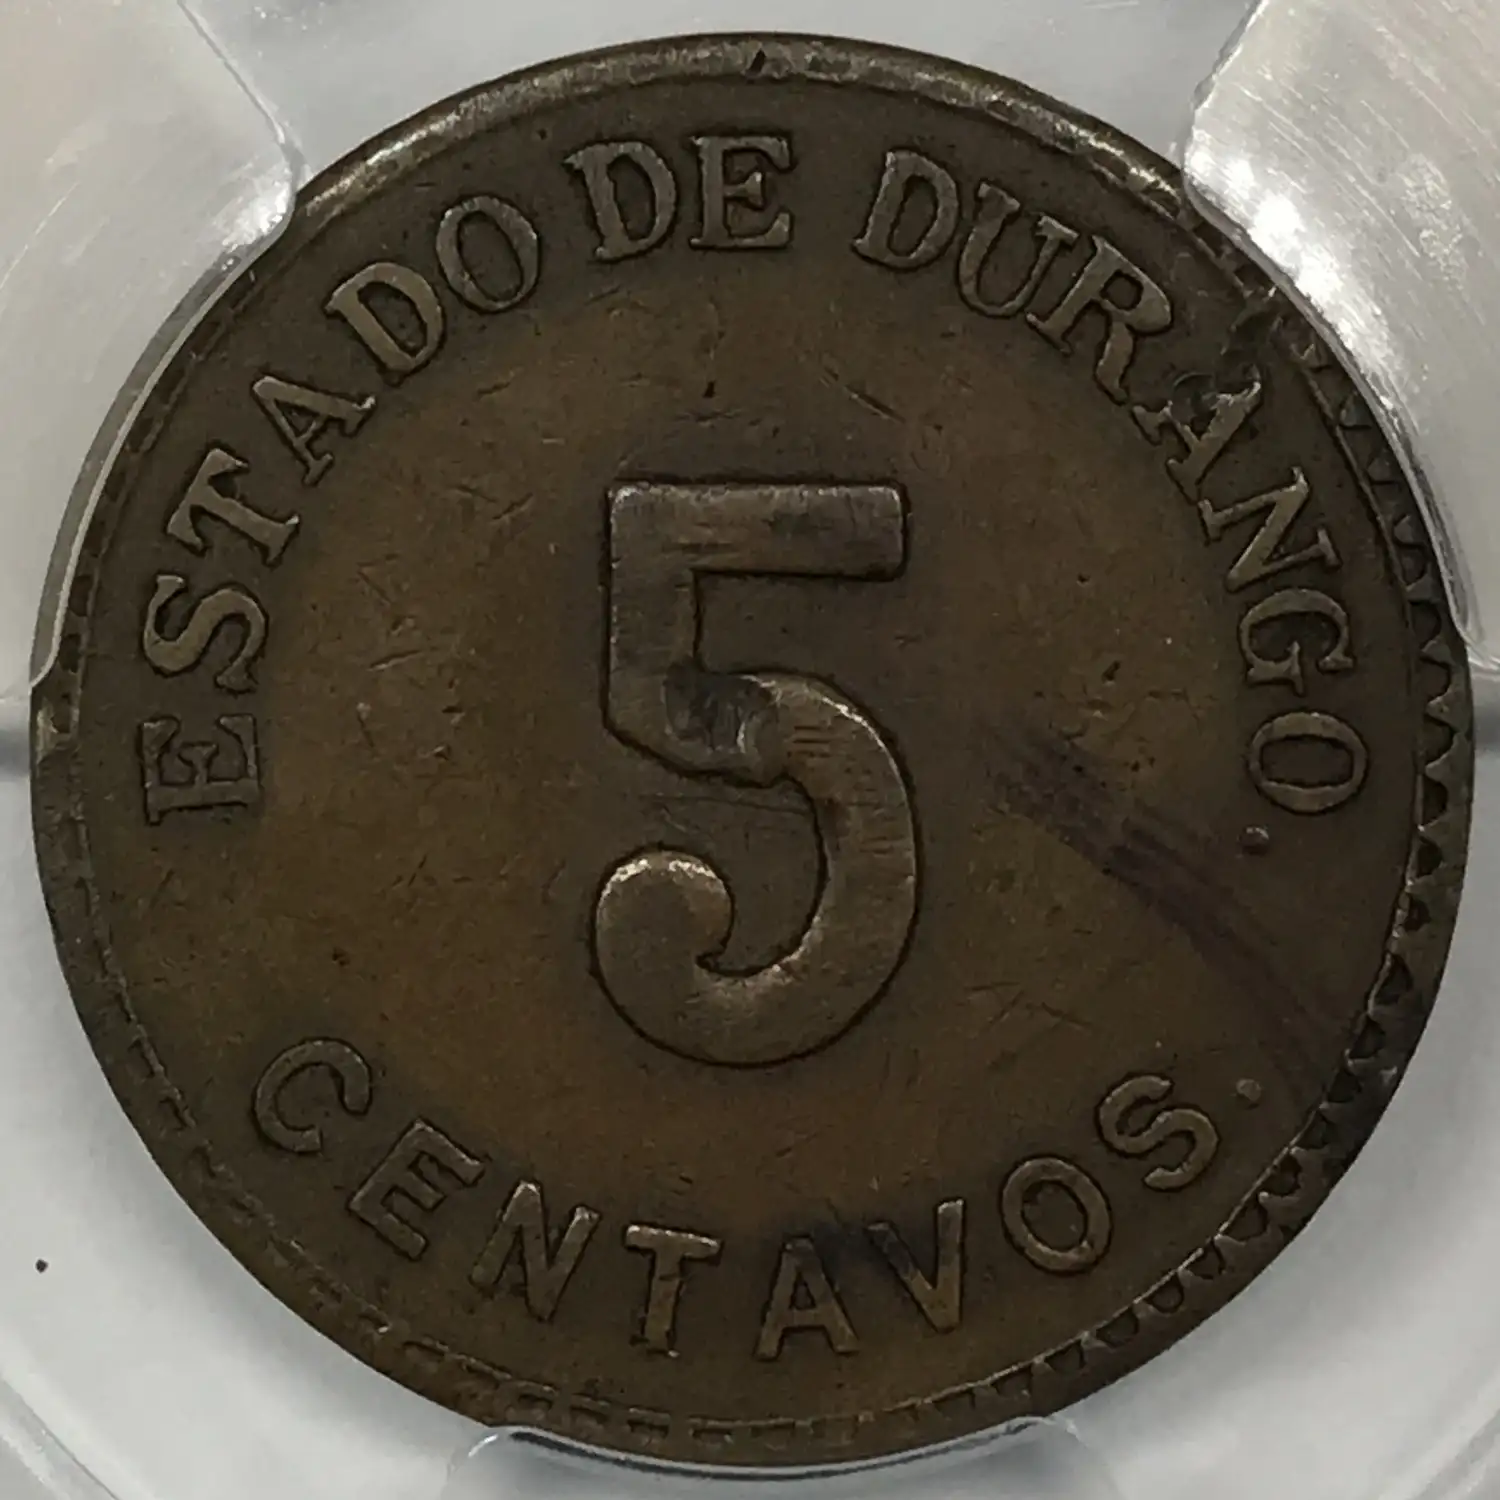 ESTADO DE DURANGO.
5
CENTAVOS.